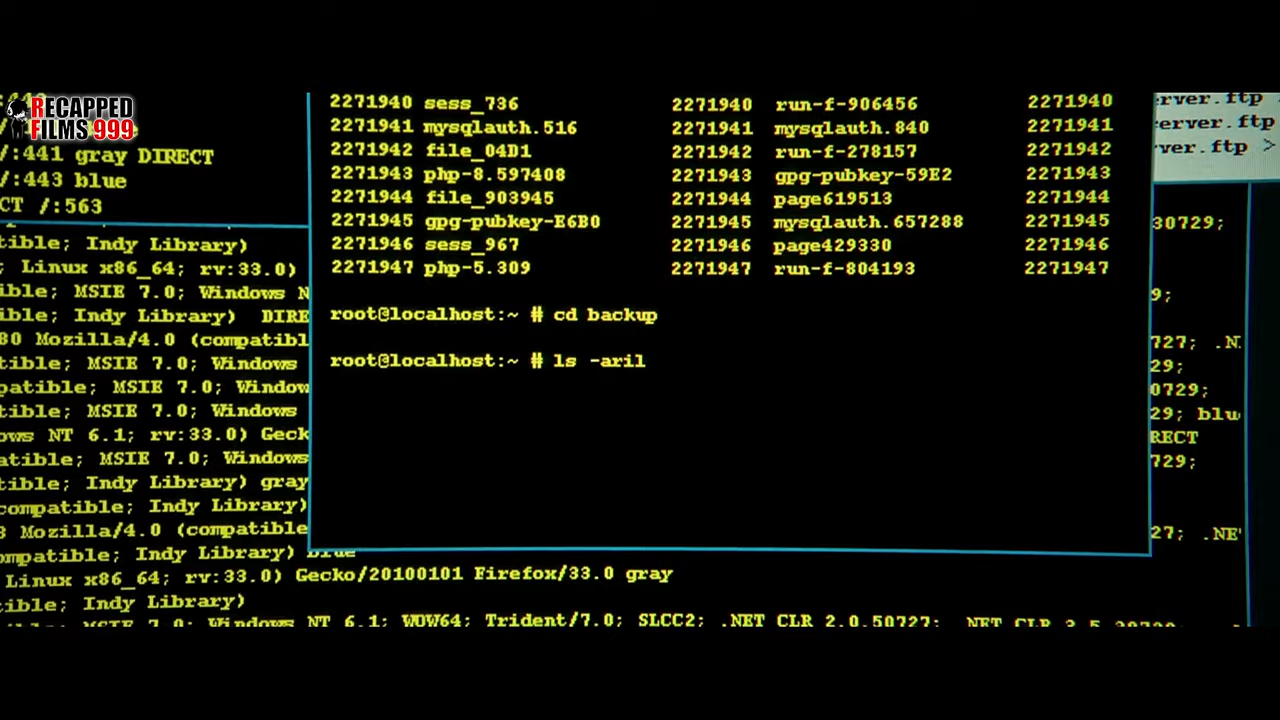 RECAPPED
FILMS 999
/:441 gray DIRECT
/:443 blue
CT /:563
tible; Indy Library)
; Linux x86_64; rv:33.0)
ible; MSIE 7.0; Windows N
tible; Indy Library) DIRE
80 Mozilla/4.0 (compatibl
tible; MSIE 7.0; Windows
patible; MSIE 7.0; Windows
tible; MSIE 7.0; Windows
ows NT 6.1; rv:33.0) Geck
atible; MSIE 7.0; Windows
tible; Indy Library) gray
compatible; Indy Library)
3 Mozilla/4.0 (compatible
ompatible; Indy Library) blue
Linux x86_64; rv:33.0) Gecko/20100101 Firefox/33.0 gray
tible; Indy Library)
7.0; Windows NT 6.1; WOW64; Trident/7.0; SLCC2; .NET CLR 2.0.50727; .NET CLR 3.5.30729;
2271940 sess_736 2271940 run-f-906456 2271940
2271941 mysqlauth.516 2271941 mysqlauth.840 2271941
2271942 file_04D1 2271942 run-f-278157 2271942
2271943 php-8.597408 2271943 gpg-pubkey-59E2 2271943
2271944 file_903945 2271944 page619513 2271944
2271945 gpg-pubkey-E6B0 2271945 mysqlauth.657288 2271945
2271946 sess_967 2271946 page429330 2271946
2271947 php-5.309 2271947 run-f-804193 2271947
root@localhost:~ # cd backup
root@localhost:~ # ls -aril
erver.ftp
erver.ftp
rver.ftp >
30729;
9;
727; .N
29;
0729;
29; blu
RECT
729;
27; .NE